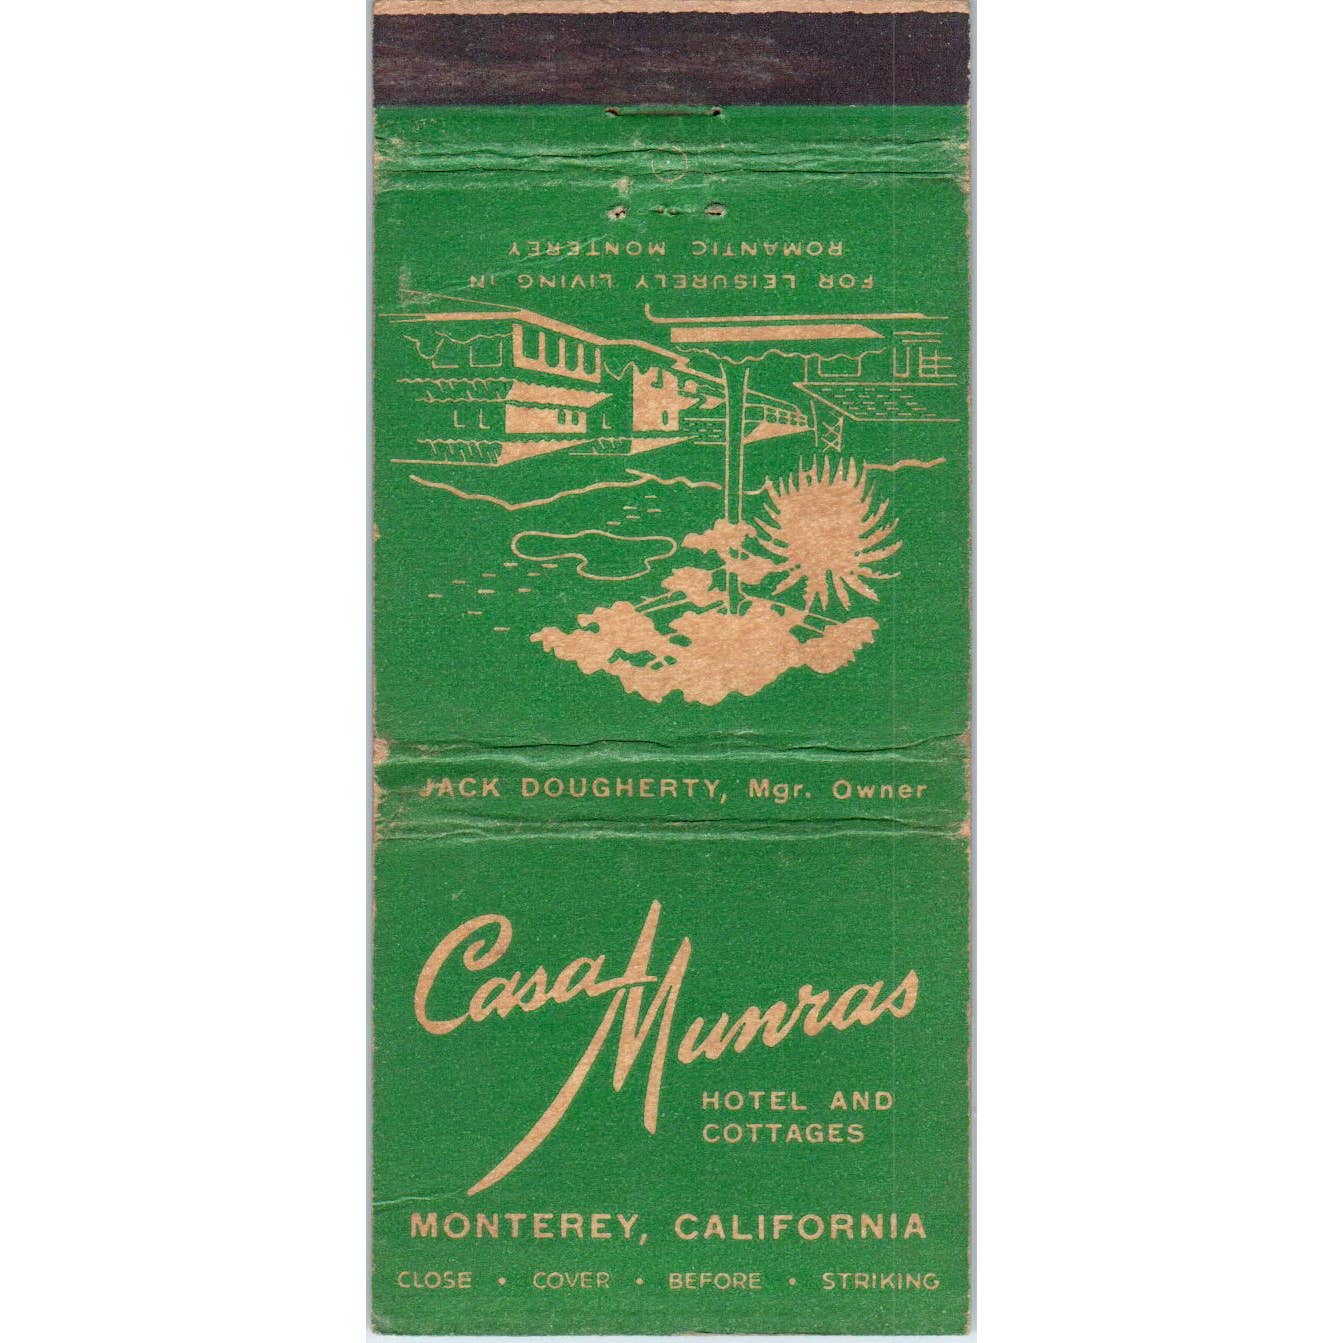 FOR LEISURELY LIVING IN
ROMANTIC MONTEREY
JACK DOUGHERTY, Mgr. Owner
Casa Munras
HOTEL AND
COTTAGES
MONTEREY, CALIFORNIA
CLOSE • COVER • BEFORE • STRIKING